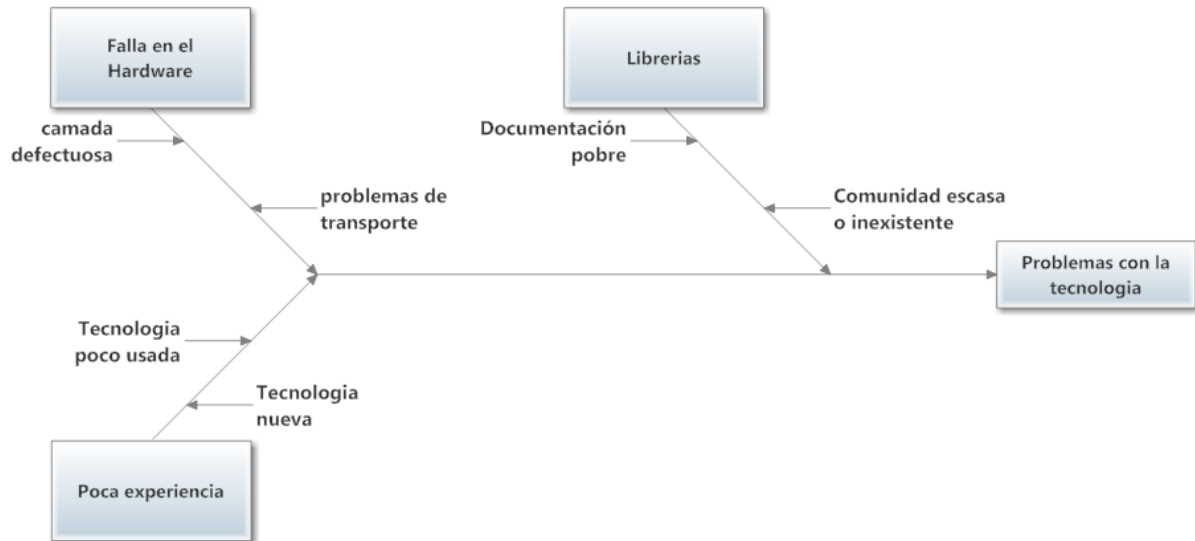 Falla en el
Hardware
Librerias
camada
defectuosa
Documentación
pobre
problemas de
transporte
Comunidad escasa
o inexistente
Problemas con la
tecnologia
Tecnologia
poco usada
Tecnologia
nueva
Poca experiencia